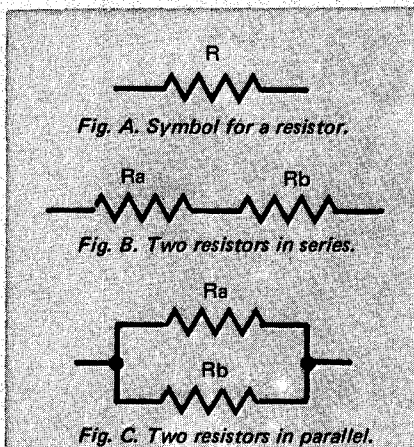 R
Fig. A. Symbol for a resistor.
Ra Rb
Fig. B. Two resistors in series.
Ra
Rb
Fig. C. Two resistors in parallel.